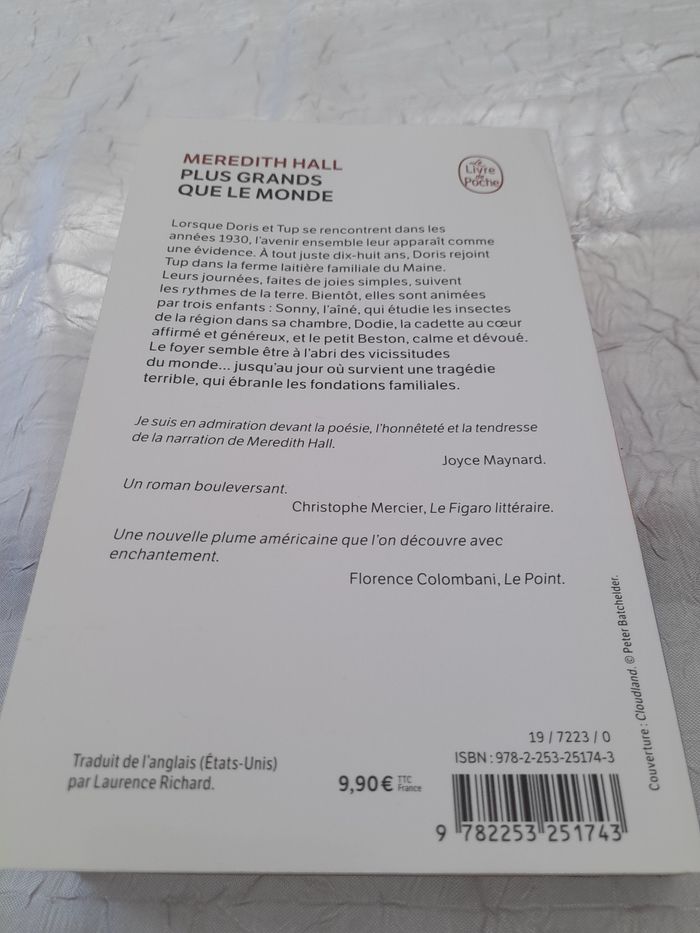 MEREDITH HALL
PLUS GRANDS
QUE LE MONDE
Le
Livre
de
Poche
Lorsque Doris et Tup se rencontrent dans les
années 1930, l'avenir ensemble leur apparaît comme
une évidence. À tout juste dix-huit ans, Doris rejoint
Tup dans la ferme laitière familiale du Maine.
Leurs journées, faites de joies simples, suivent
les rythmes de la terre. Bientôt, elles sont animées
par trois enfants : Sonny, l'aîné, qui étudie les insectes
de la région dans sa chambre, Dodie, la cadette au cœur
affirmé et généreux, et le petit Beston, calme et dévoué.
Le foyer semble être à l'abri des vicissitudes
du monde... jusqu'au jour où survient une tragédie
terrible, qui ébranle les fondations familiales.
Je suis en admiration devant la poésie, l'honnêteté et la tendresse
de la narration de Meredith Hall.
Joyce Maynard.
Un roman bouleversant.
Christophe Mercier, Le Figaro littéraire.
Une nouvelle plume américaine que l'on découvre avec
enchantement.
Florence Colombani, Le Point.
Couverture : Cloudland. © Peter Batchelder.
Traduit de l'anglais (États-Unis)
par Laurence Richard.
9,90 € TTC
France
19 / 7223 / 0
ISBN : 978-2-253-25174-3
9 782253 251743